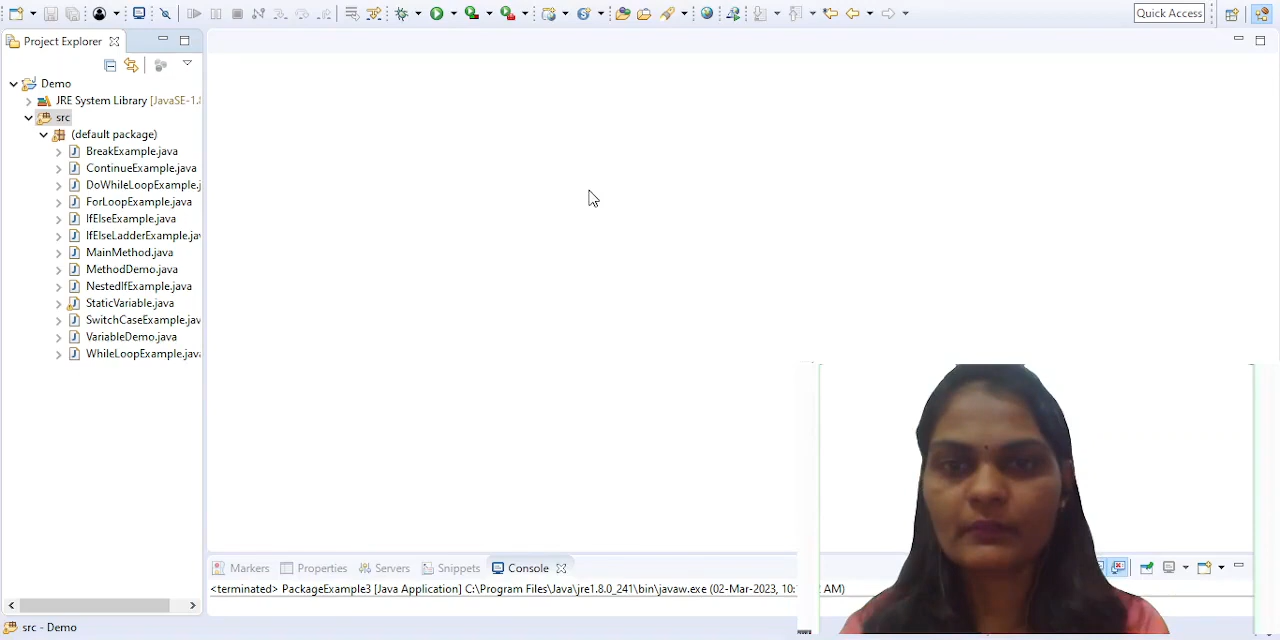 Quick Access
Project Explorer
Demo
JRE System Library [JavaSE-1.8
src
(default package)
BreakExample.java
ContinueExample.java
DoWhileLoopExample.j
ForLoopExample.java
IfElseExample.java
IfElseLadderExample.jav
MainMethod.java
MethodDemo.java
NestedIfExample.java
StaticVariable.java
SwitchCaseExample.jav
VariableDemo.java
WhileLoopExample.java
Markers
Properties
Servers
Snippets
Console
<terminated> PackageExample3 [Java Application] C:\Program Files\Java\jre1.8.0_241\bin\javaw.exe (02-Mar-2023, AM)
src - Demo